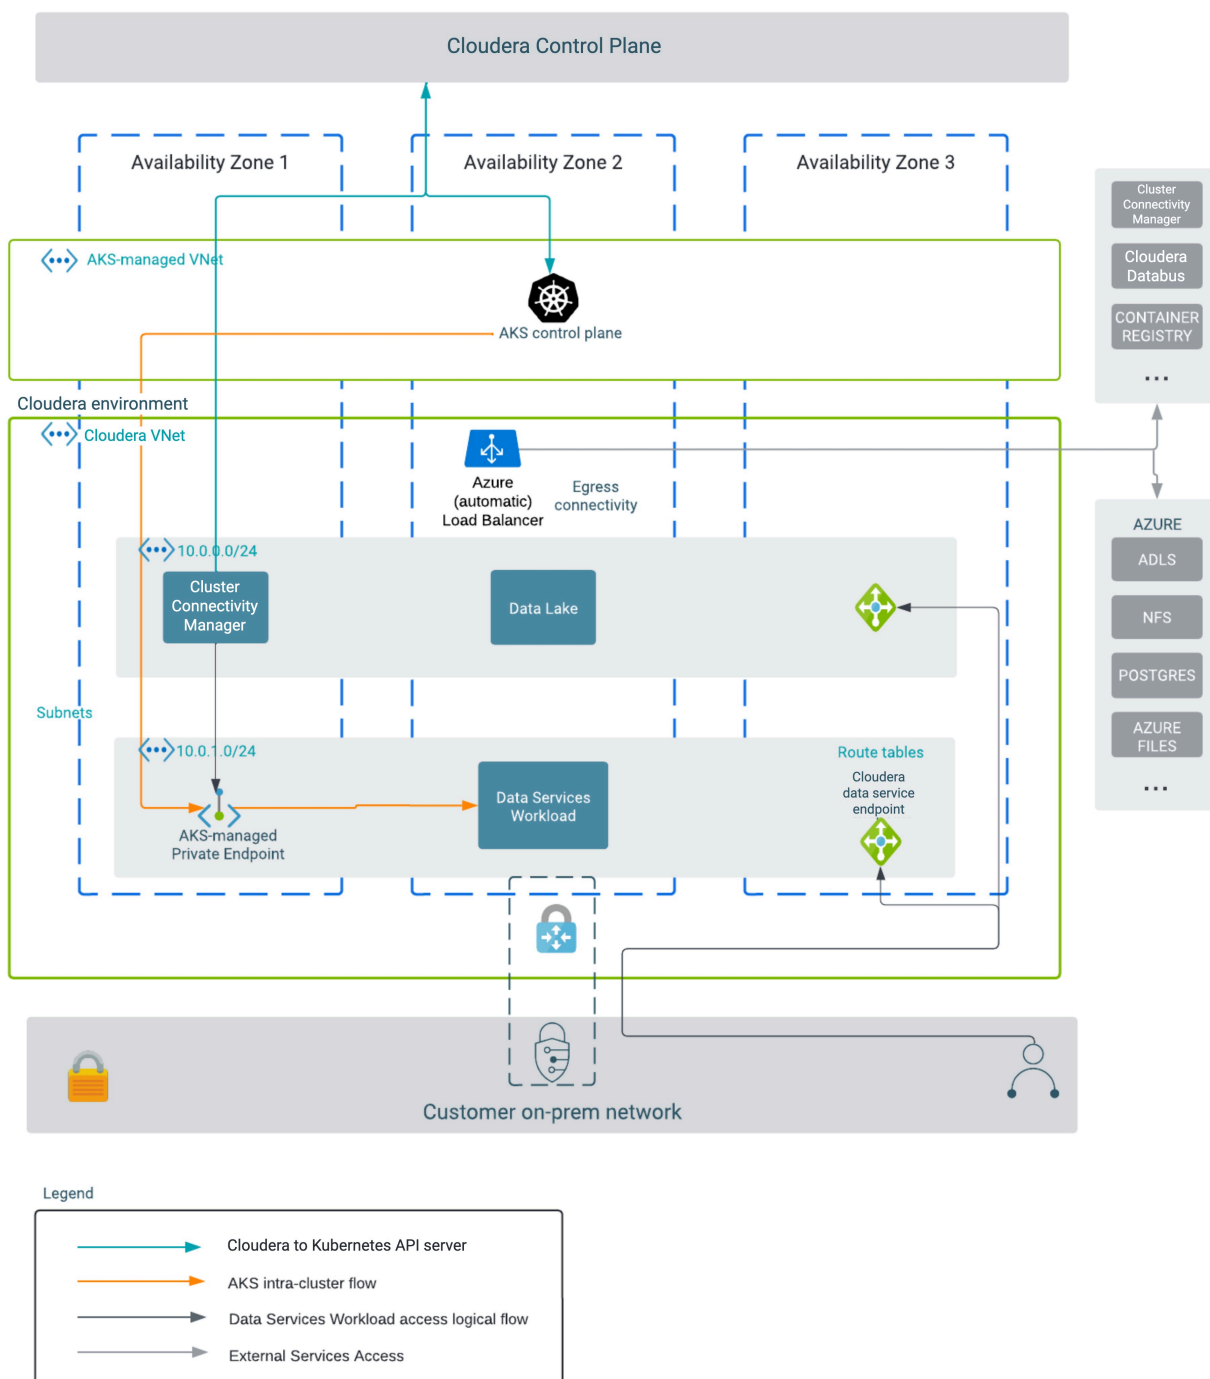 Cloudera Control Plane
Availability Zone 1
Availability Zone 2
Availability Zone 3
Cluster
Connectivity
Manager
Cloudera
Databus
CONTAINER
REGISTRY
...
AKS-managed VNet
AKS control plane
Cloudera environment
Cloudera VNet
Azure
(automatic)
Load Balancer
Egress
connectivity
AZURE
ADLS
NFS
POSTGRES
AZURE
FILES
...
10.0.0.0/24
Cluster
Connectivity
Manager
Data Lake
Subnets
10.0.1.0/24
Route tables
Cloudera
data service
endpoint
Data Services
Workload
AKS-managed
Private Endpoint
Customer on-prem network
Legend
Cloudera to Kubernetes API server
AKS intra-cluster flow
Data Services Workload access logical flow
External Services Access